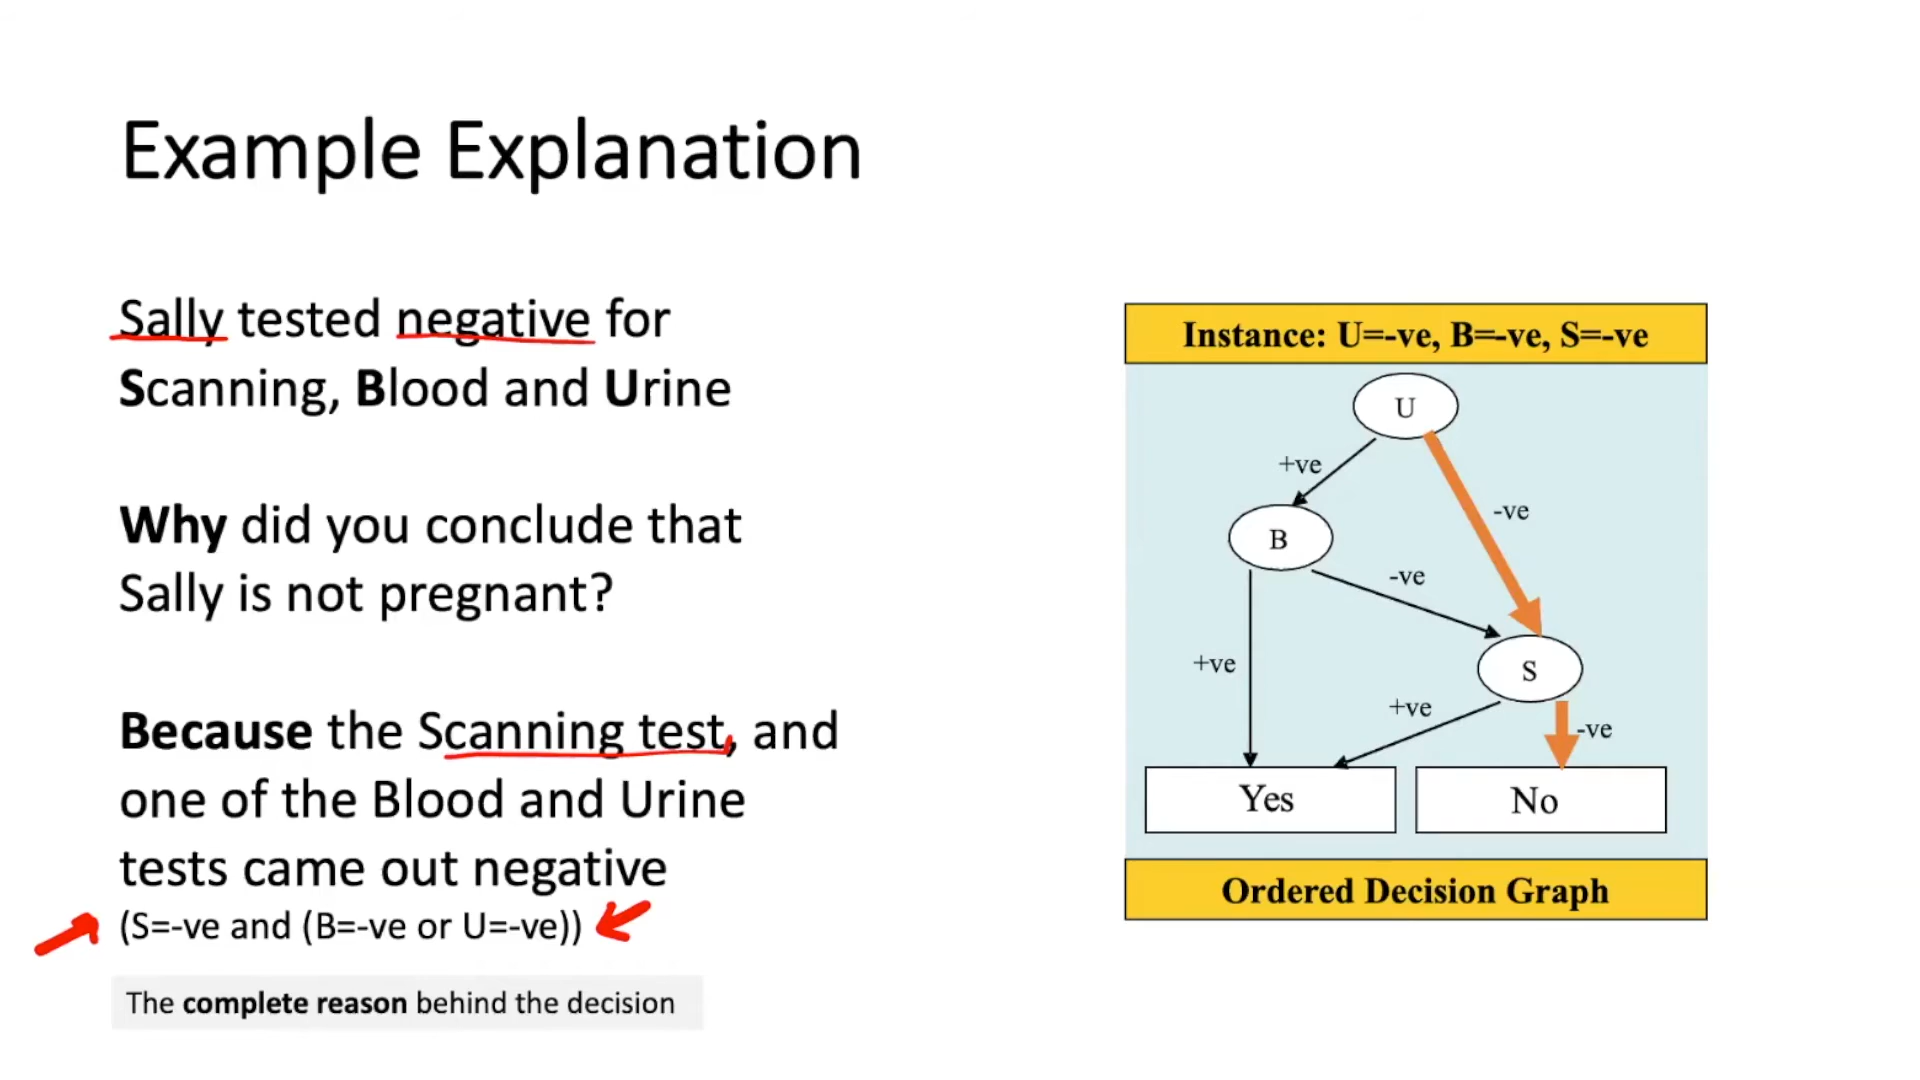 Example Explanation
Sally tested negative for
Scanning, Blood and Urine
Why did you conclude that
Sally is not pregnant?
Because the Scanning test, and
one of the Blood and Urine
tests came out negative
(S=-ve and (B=-ve or U=-ve))
The complete reason behind the decision
Instance: U=-ve, B=-ve, S=-ve
U
+ve
-ve
B
-ve
+ve
S
+ve
-ve
Yes
No
Ordered Decision Graph